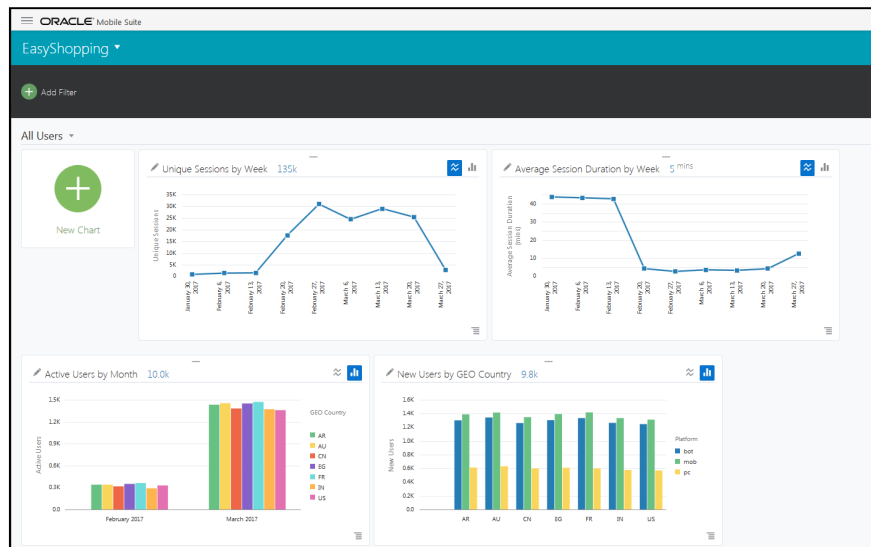 ORACLE Mobile Suite
EasyShopping
Add Filter
All Users
New Chart
Unique Sessions by Week 135k
35K
30K
25K
20K
15K
10K
5K
0
Unique Sessions
January 30, 2017
February 6, 2017
February 13, 2017
February 20, 2017
February 27, 2017
March 6, 2017
March 13, 2017
March 20, 2017
March 27, 2017
Average Session Duration by Week 5 mins
40
30
20
10
0
Average Session Duration (mins)
January 30, 2017
February 6, 2017
February 13, 2017
February 20, 2017
February 27, 2017
March 6, 2017
March 13, 2017
March 20, 2017
March 27, 2017
Active Users by Month 10.0k
1.5K
1.2K
0.9K
0.6K
0.3K
0.0
Active Users
February 2017
March 2017
GEO Country
AR
AU
CN
EG
FR
IN
US
New Users by GEO Country 9.8k
1.6K
1.4K
1.2K
1.0K
0.8K
0.6K
0.4K
0.2K
0.0
New Users
AR AU CN EG FR IN US
Platform
bot
mob
pc